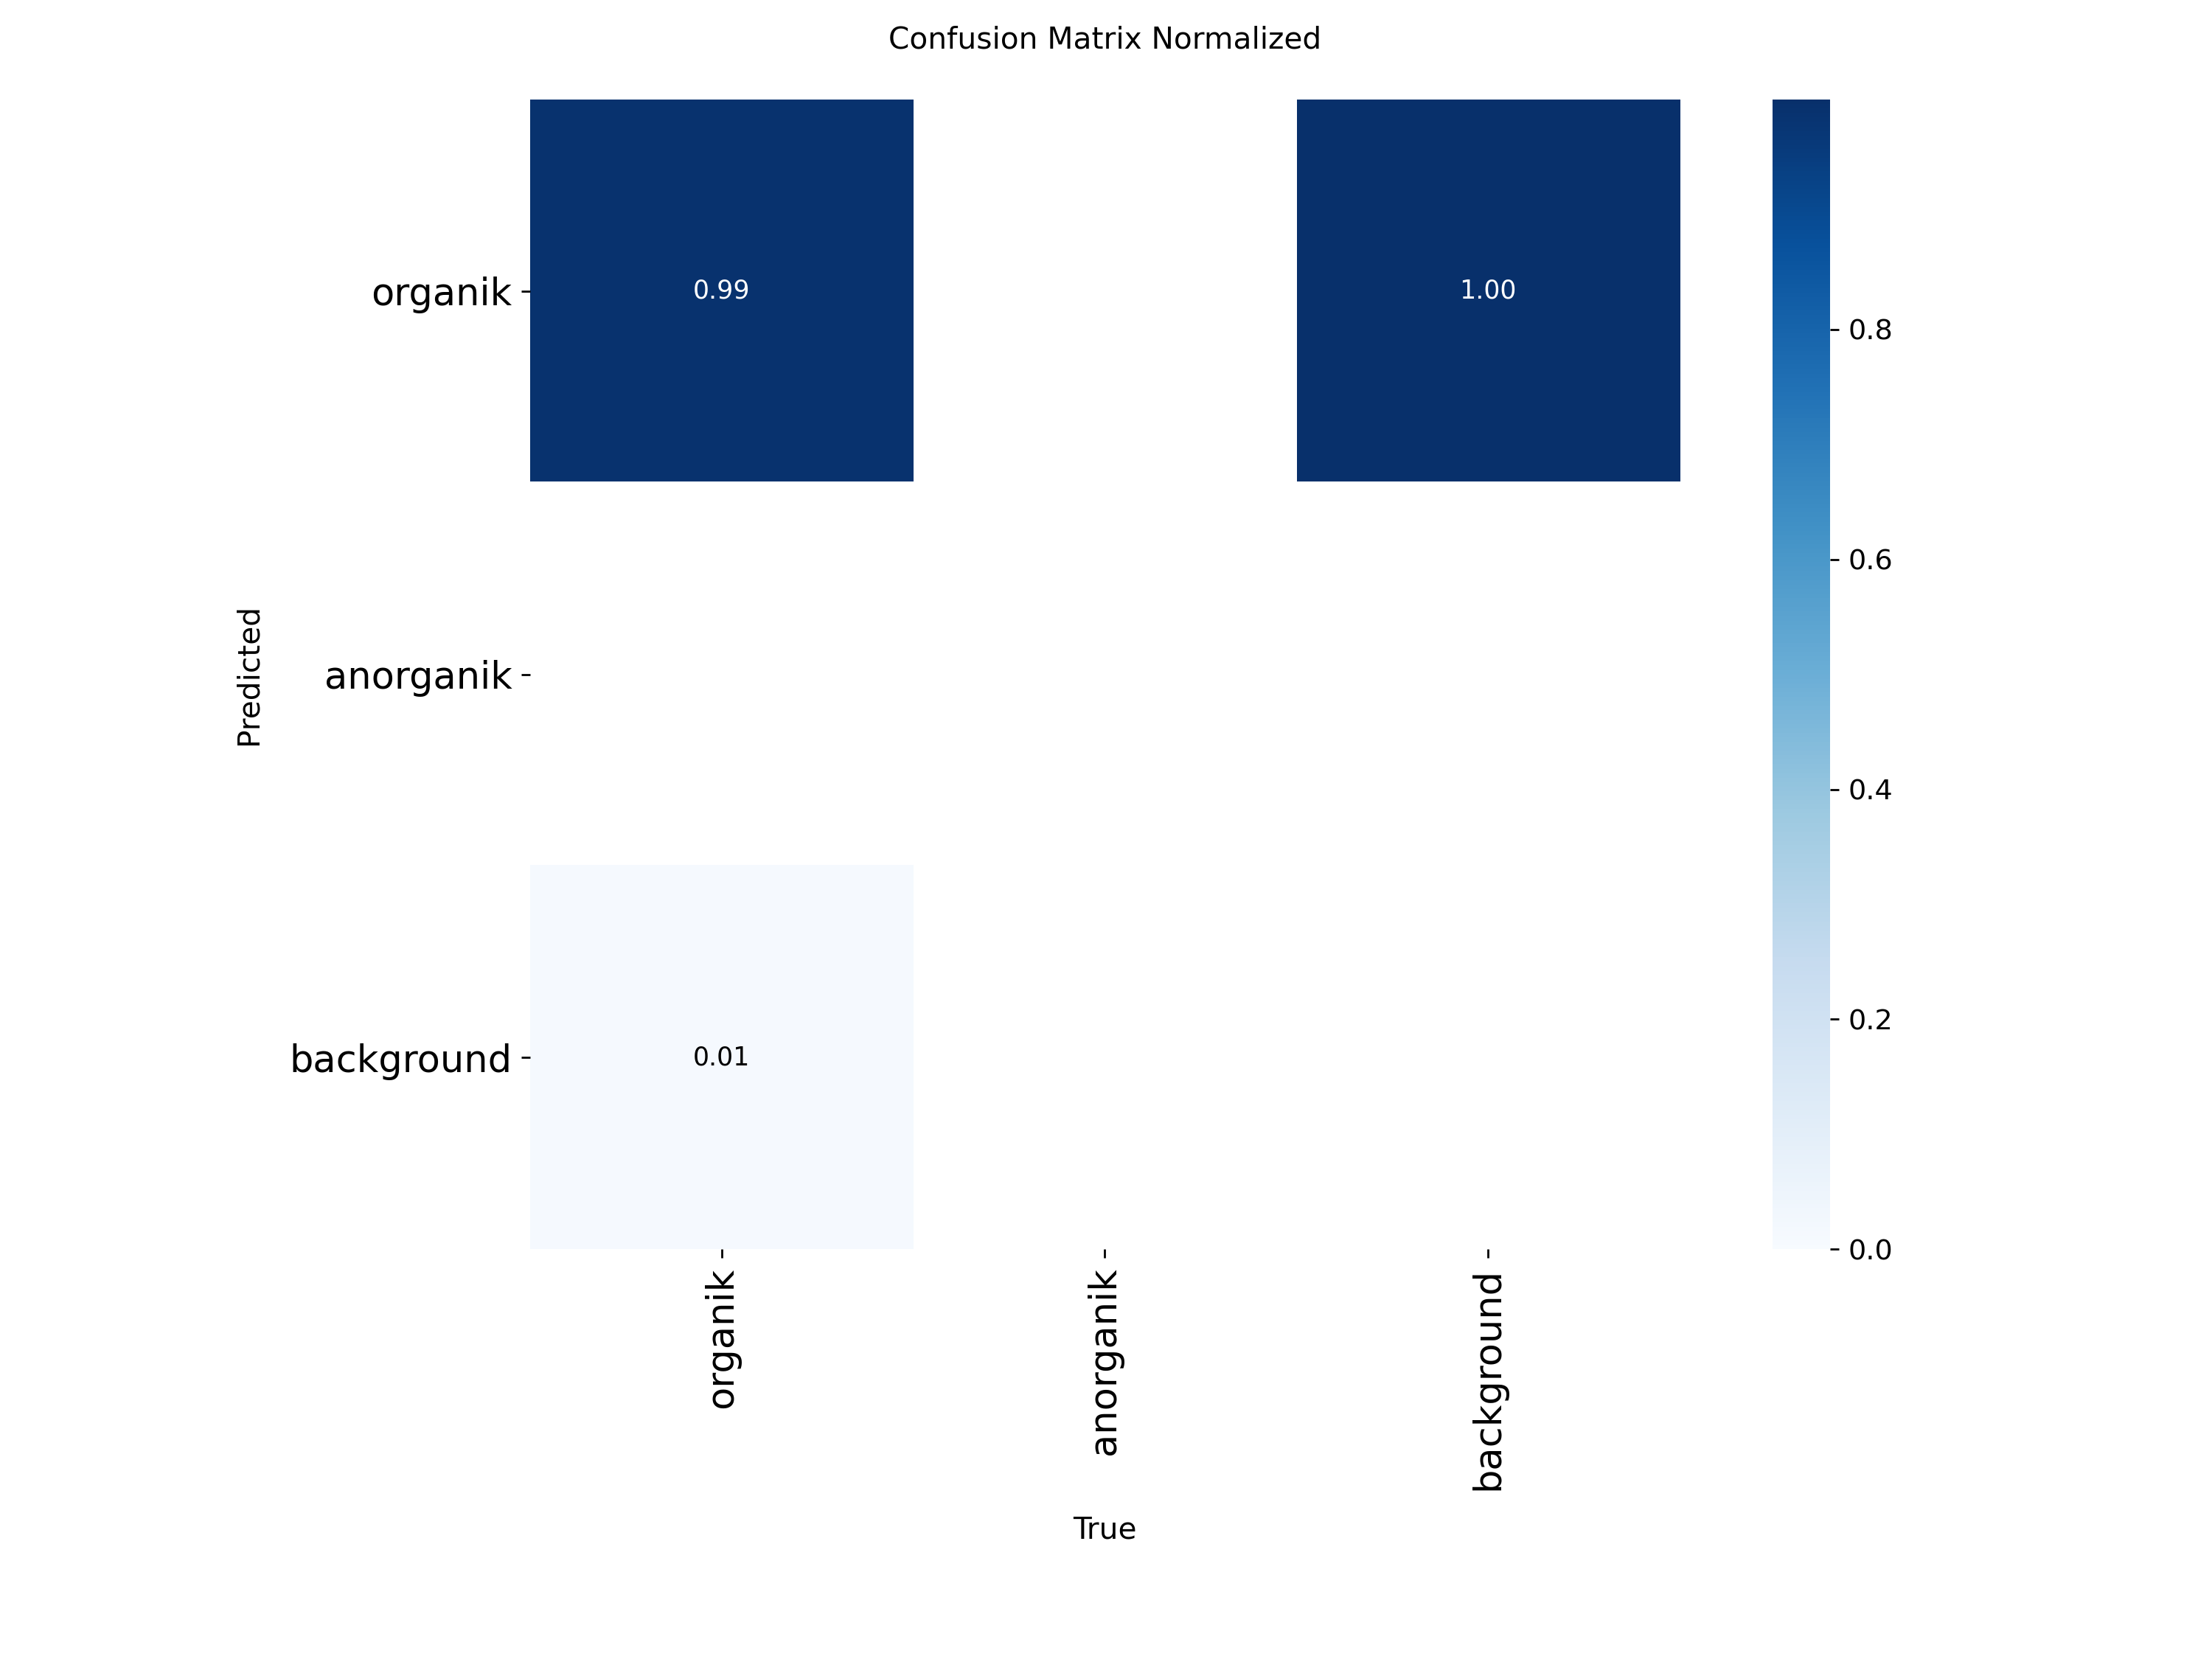 Confusion Matrix Normalized
organik
0.99
1.00
anorganik
background
0.01
Predicted
organik
anorganik
background
True
0.8
0.6
0.4
0.2
0.0